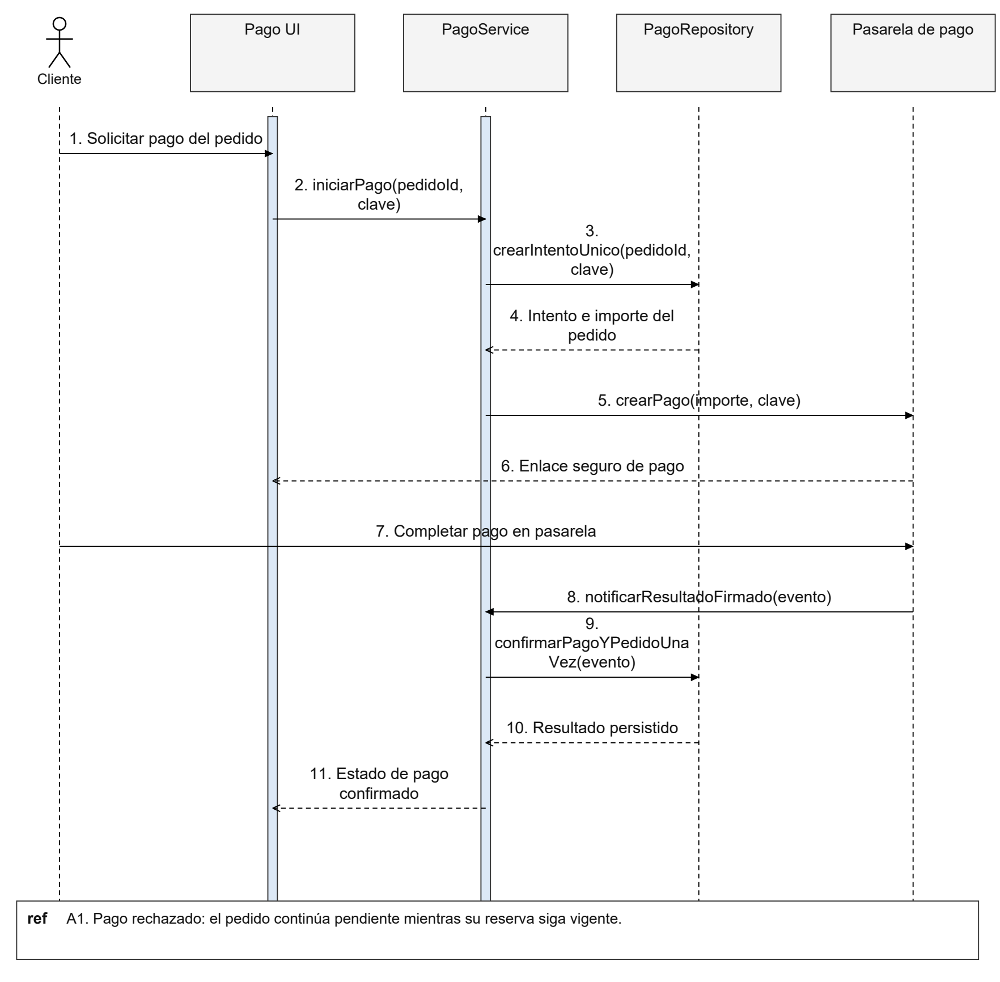 Cliente
Pago UI
PagoService
PagoRepository
Pasarela de pago
1. Solicitar pago del pedido
2. iniciarPago(pedidoId,
clave)
3.
crearIntentoUnico(pedidoId,
clave)
4. Intento e importe del
pedido
5. crearPago(importe, clave)
6. Enlace seguro de pago
7. Completar pago en pasarela
8. notificarResultadoFirmado(evento)
9.
confirmarPagoYPedidoUna
Vez(evento)
10. Resultado persistido
11. Estado de pago
confirmado
ref A1. Pago rechazado: el pedido continúa pendiente mientras su reserva siga vigente.